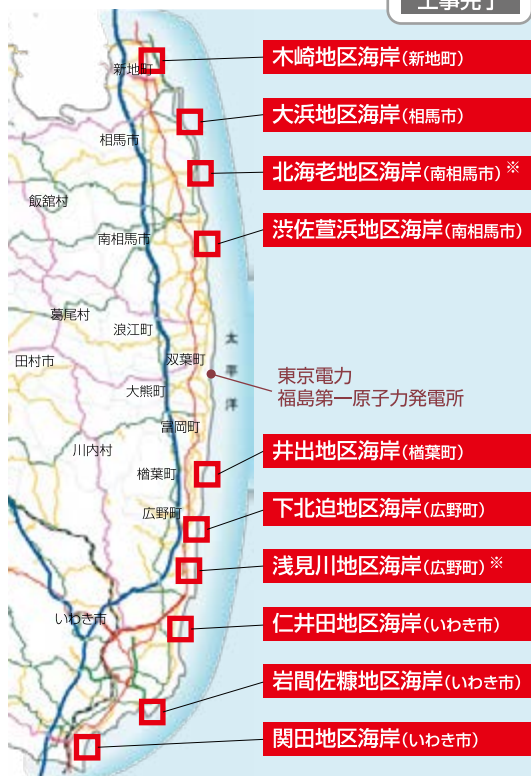 工事完了
木崎地区海岸(新地町)
大浜地区海岸(相馬市)
北海老地区海岸(南相馬市)※
渋佐萱浜地区海岸(南相馬市)
東京電力
福島第一原子力発電所
井出地区海岸(楢葉町)
下北迫地区海岸(広野町)
浅見川地区海岸(広野町)※
仁井田地区海岸(いわき市)
岩間佐糠地区海岸(いわき市)
関田地区海岸(いわき市)
新地町
相馬市
飯舘村
南相馬市
葛尾村
浪江町
田村市
双葉町
大熊町
富岡町
川内村
楢葉町
広野町
いわき市
太平洋